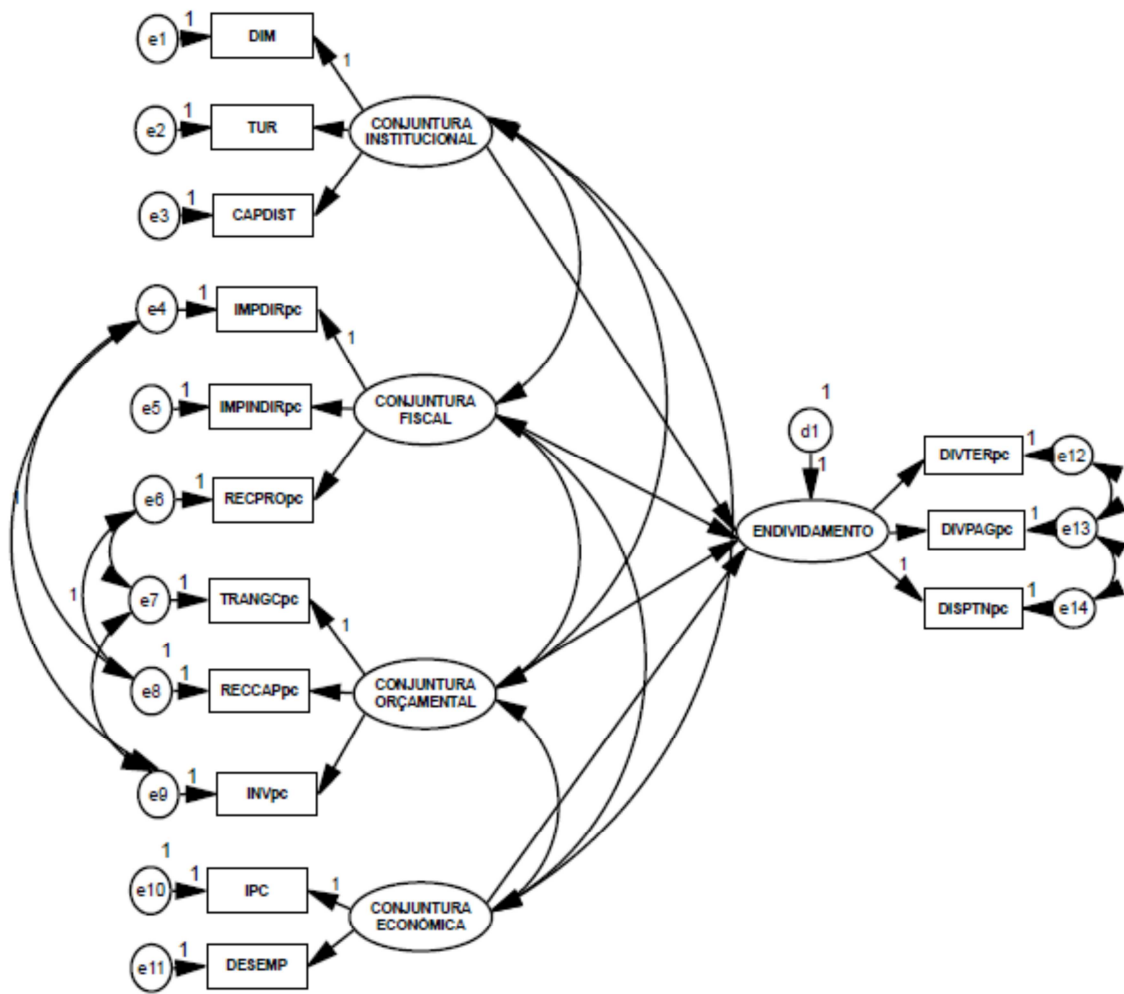 e1
1
DIM
1
e2
1
TUR
CONJUNTURA
INSTITUCIONAL
e3
1
CAPDIST
e4
1
IMPDIRpc
1
e5
1
IMPINDIRpc
CONJUNTURA
FISCAL
e6
1
RECPROpc
1
e7
1
TRANGCpc
1
1
1
e8
1
RECCAPpc
CONJUNTURA
ORÇAMENTAL
e9
1
INVpc
1
e10
1
IPC
1
CONJUNTURA
ECONÓMICA
e11
1
DESEMP
1
d1
1
ENDIVIDAMENTO
DIVTERpc
1
e12
DIVPAGpc
1
e13
1
DISPTNpc
1
e14